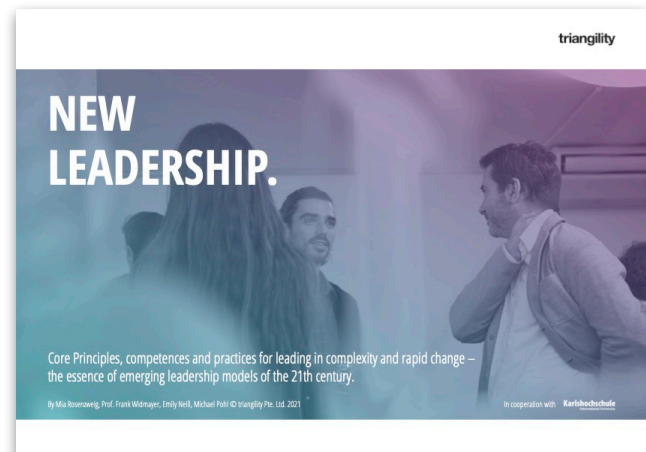 triangility
NEW
LEADERSHIP.
Core Principles, competences and practices for leading in complexity and rapid change –
the essence of emerging leadership models of the 21th century.
By Mia Rosenzweig, Prof. Frank Widmayer, Emily Neill, Michael Pohl © triangility Pte. Ltd. 2021
In cooperation with Karlshochschule
International University